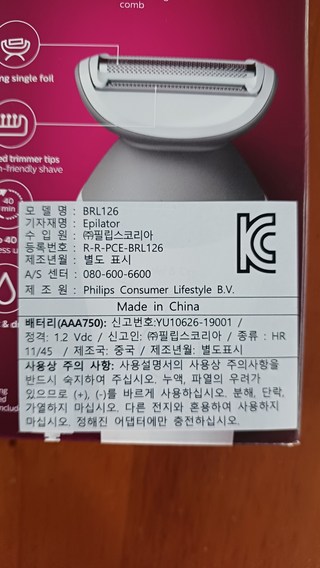 comb
ng single foil
ed trimmer tips
n-friendly shave
40
min
40
& d
모 델 명 : BRL126
기자재명 : Epilator
수 입 원 : ㈜필립스코리아
등록번호 : R-R-PCE-BRL126
제조년월 : 별도 표시
A/S 센터 : 080-600-6600
제 조 원 : Philips Consumer Lifestyle B.V.
Made in China
배터리(AAA750): 신고번호:YU10626-19001 /
정격: 1.2 Vdc / 신고인: ㈜필립스코리아 / 종류 : HR
11/45 / 제조국: 중국 / 제조년월: 별도표시
사용상 주의 사항: 사용설명서의 사용상 주의사항을
반드시 숙지하여 주십시오. 누액, 파열의 우려가
있으므로 (+), (-)를 바르게 사용하십시오. 분해, 단락,
가열하지 마십시오. 다른 전지와 혼용하여 사용하지
마십시오. 정해진 어댑터에만 충전하십시오.